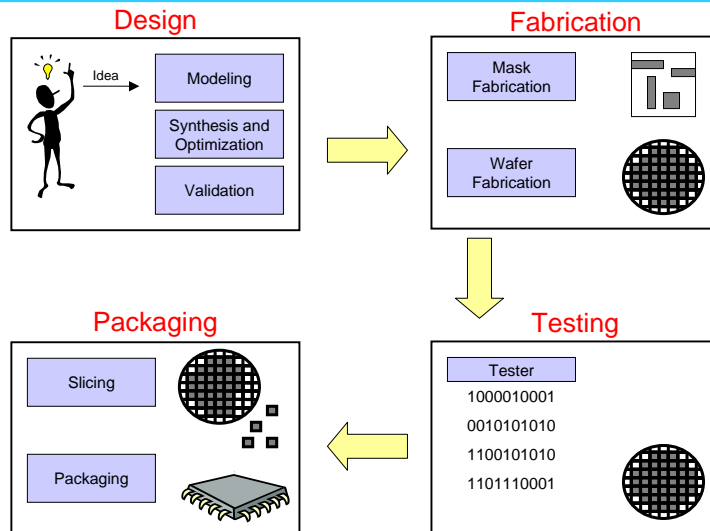 Design
Idea
Modeling
Synthesis and
Optimization
Validation
Fabrication
Mask
Fabrication
Wafer
Fabrication
Testing
Tester
1000010001
0010101010
1100101010
1101110001
Packaging
Slicing
Packaging